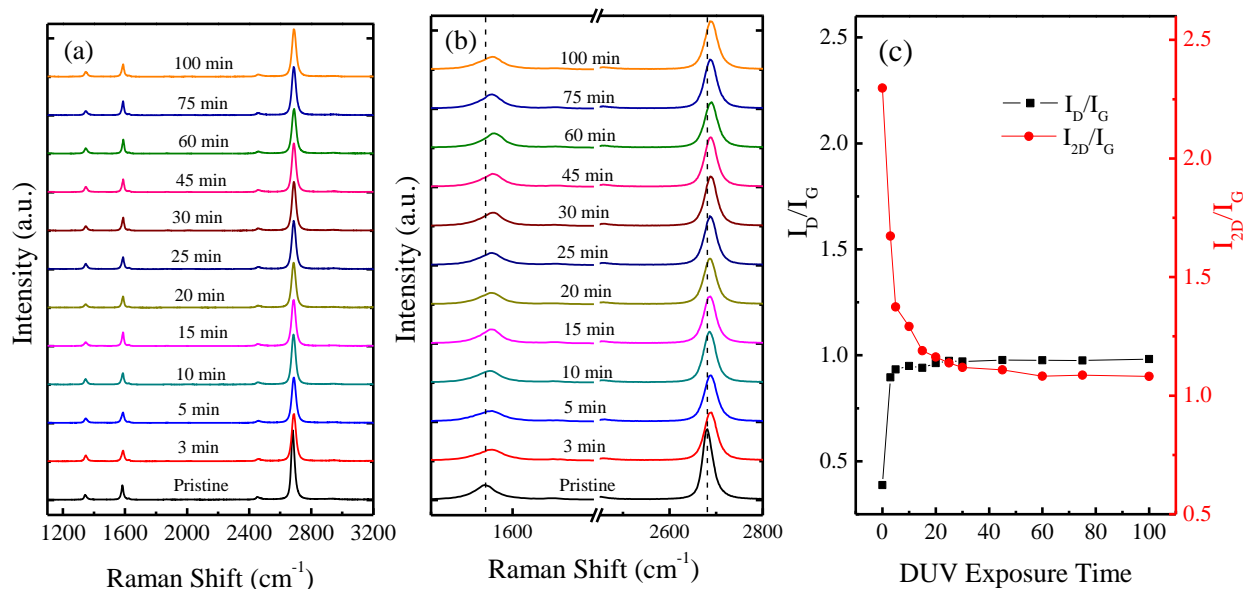 (a)
100 min
75 min
60 min
45 min
30 min
25 min
20 min
15 min
10 min
5 min
3 min
Pristine
Intensity (a.u.)
1200 1600 2000 2400 2800 3200
Raman Shift (cm⁻¹)
(b)
100 min
75 min
60 min
45 min
30 min
25 min
20 min
15 min
10 min
5 min
3 min
Pristine
Intensity (a.u.)
1600 2600 2800
Raman Shift (cm⁻¹)
c)
I_D/I_G
I_2D/I_G
2.5
2.0
1.5
1.0
0.5
I_D/I_G
2.5
2.0
1.5
1.0
0.5
I_2D/I_G
0 20 40 60 80 100
DUV Exposure Time